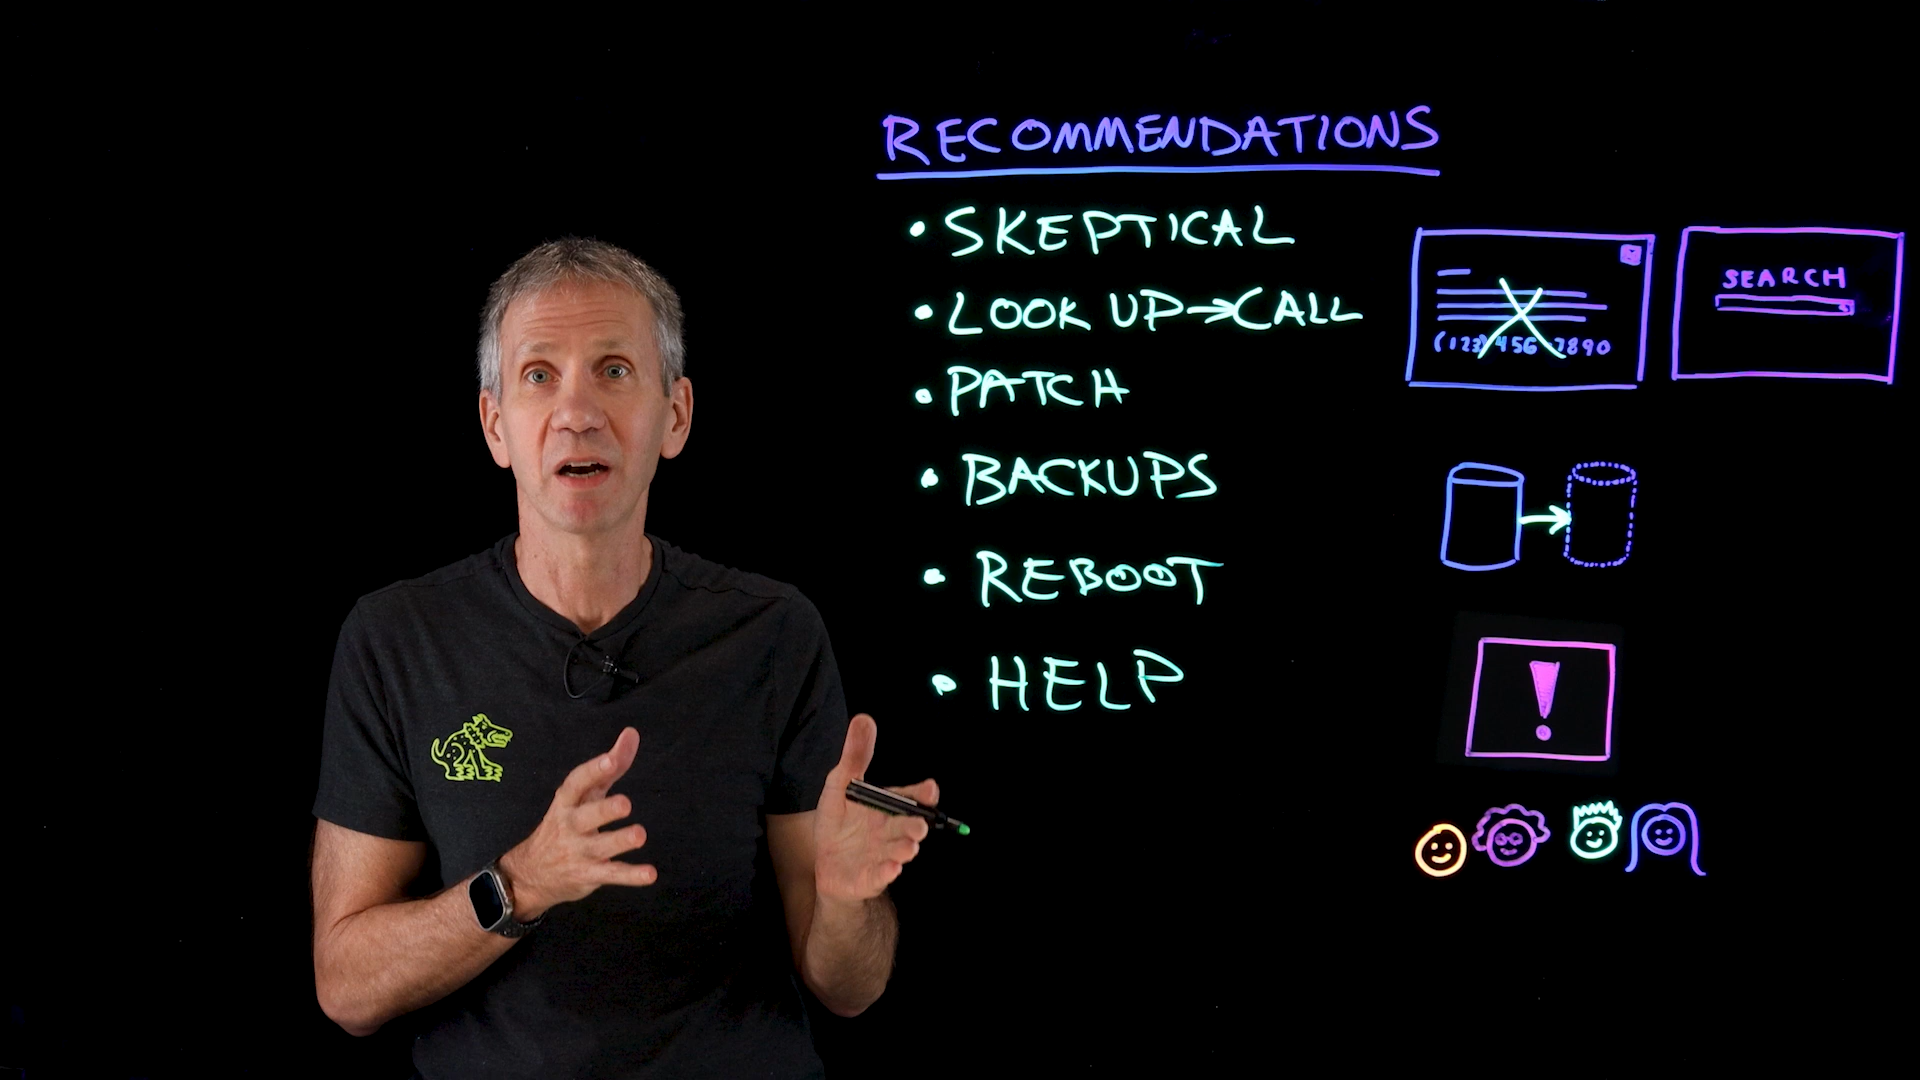 RECOMMENDATIONS
• SKEPTICAL
• LOOK UP→CALL
• PATCH
• BACKUPS
• REBOOT
• HELP
(123) 456-7890
SEARCH
!